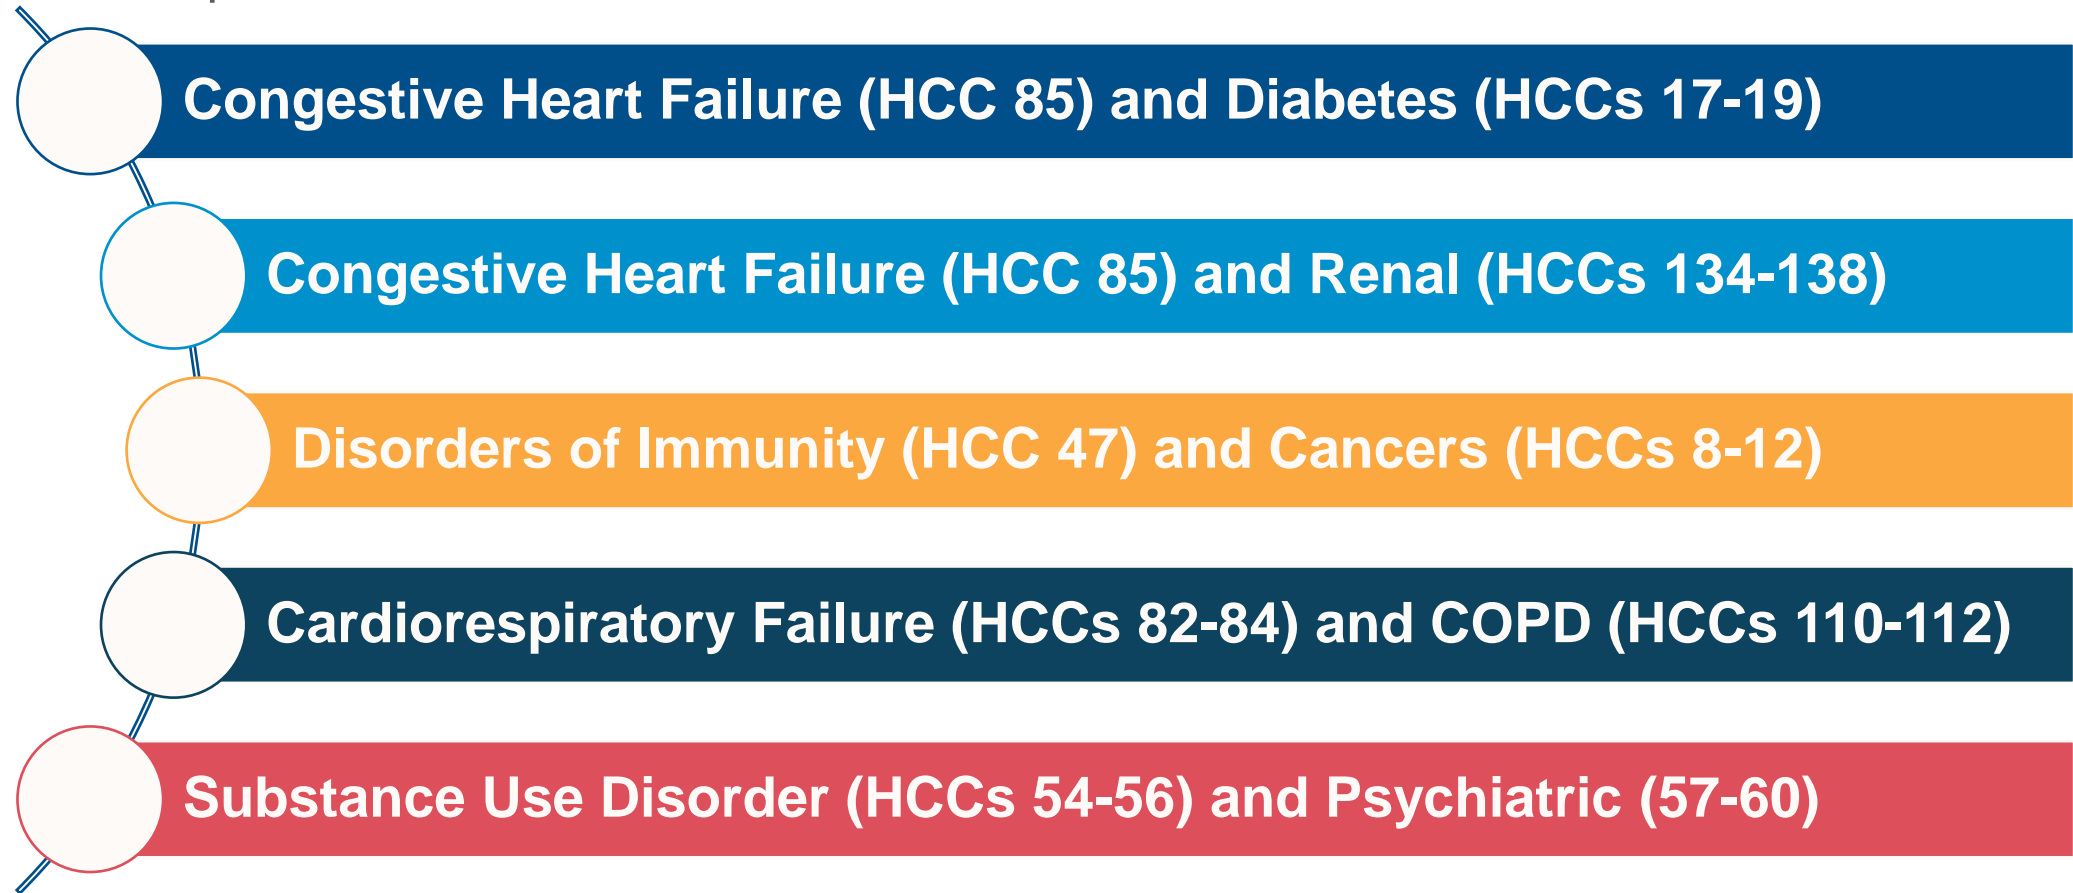 Congestive Heart Failure (HCC 85) and Diabetes (HCCs 17-19)
Congestive Heart Failure (HCC 85) and Renal (HCCs 134-138)
Disorders of Immunity (HCC 47) and Cancers (HCCs 8-12)
Cardiorespiratory Failure (HCCs 82-84) and COPD (HCCs 110-112)
Substance Use Disorder (HCCs 54-56) and Psychiatric (57-60)